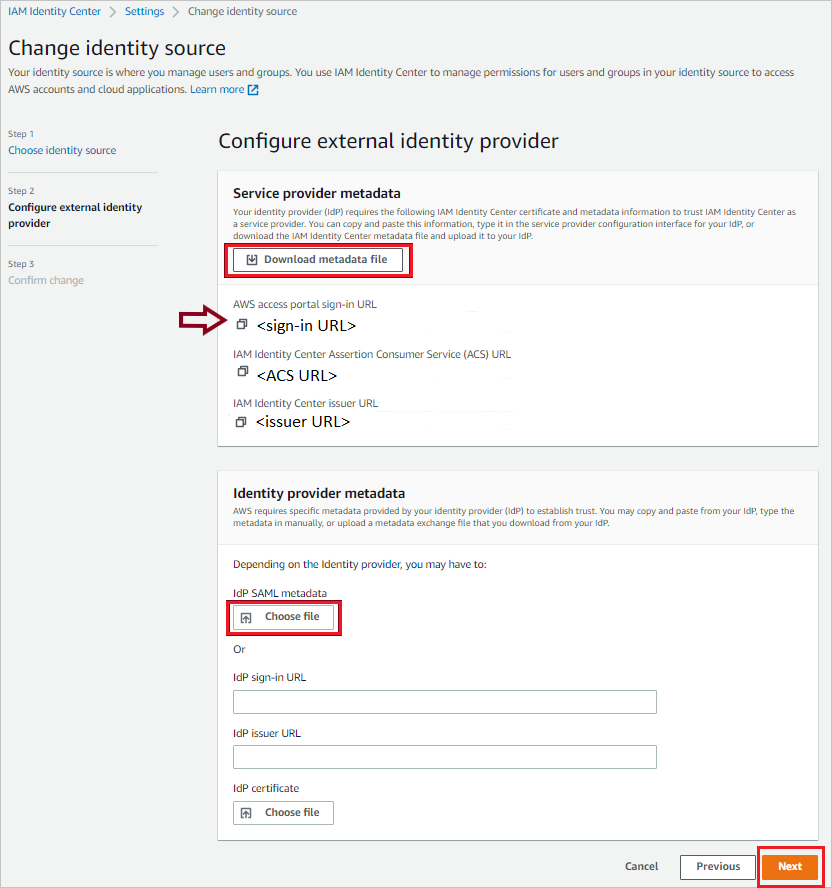 IAM Identity Center > Settings > Change identity source
Change identity source
Your identity source is where you manage users and groups. You use IAM Identity Center to manage permissions for users and groups in your identity source to access
AWS accounts and cloud applications. Learn more
Step 1
Choose identity source
Step 2
Configure external identity
provider
Step 3
Confirm change
Configure external identity provider
Service provider metadata
Your identity provider (IdP) requires the following IAM Identity Center certificate and metadata information to trust IAM Identity Center as
a service provider. You can copy and paste this information, type it in the service provider configuration interface for your IdP, or
download the IAM Identity Center metadata file and upload it to your IdP.
Download metadata file
AWS access portal sign-in URL
<sign-in URL>
IAM Identity Center Assertion Consumer Service (ACS) URL
<ACS URL>
IAM Identity Center issuer URL
<issuer URL>
Identity provider metadata
AWS requires specific metadata provided by your identity provider (IdP) to establish trust. You may copy and paste from your IdP, type the
metadata in manually, or upload a metadata exchange file that you download from your IdP.
Depending on the Identity provider, you may have to:
IdP SAML metadata
Choose file
Or
IdP sign-in URL
IdP issuer URL
IdP certificate
Choose file
Cancel Previous Next